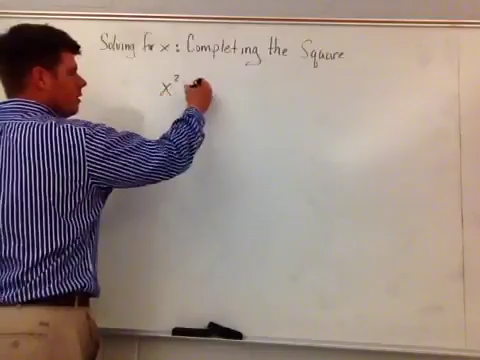 Solving for x : Completing the Square
x²